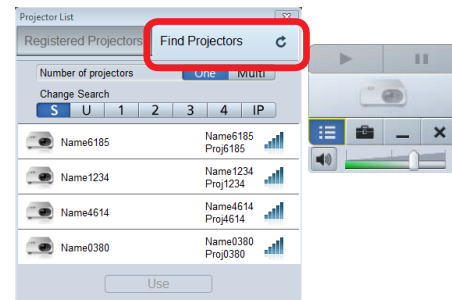 Projector List
Registered Projectors Find Projectors
Number of projectors One Multi
Change Search
S U 1 2 3 4 IP
Name6185 Name6185
Proj6185
Name1234 Name1234
Proj1234
Name4614 Name4614
Proj4614
Name0380 Name0380
Proj0380
Use